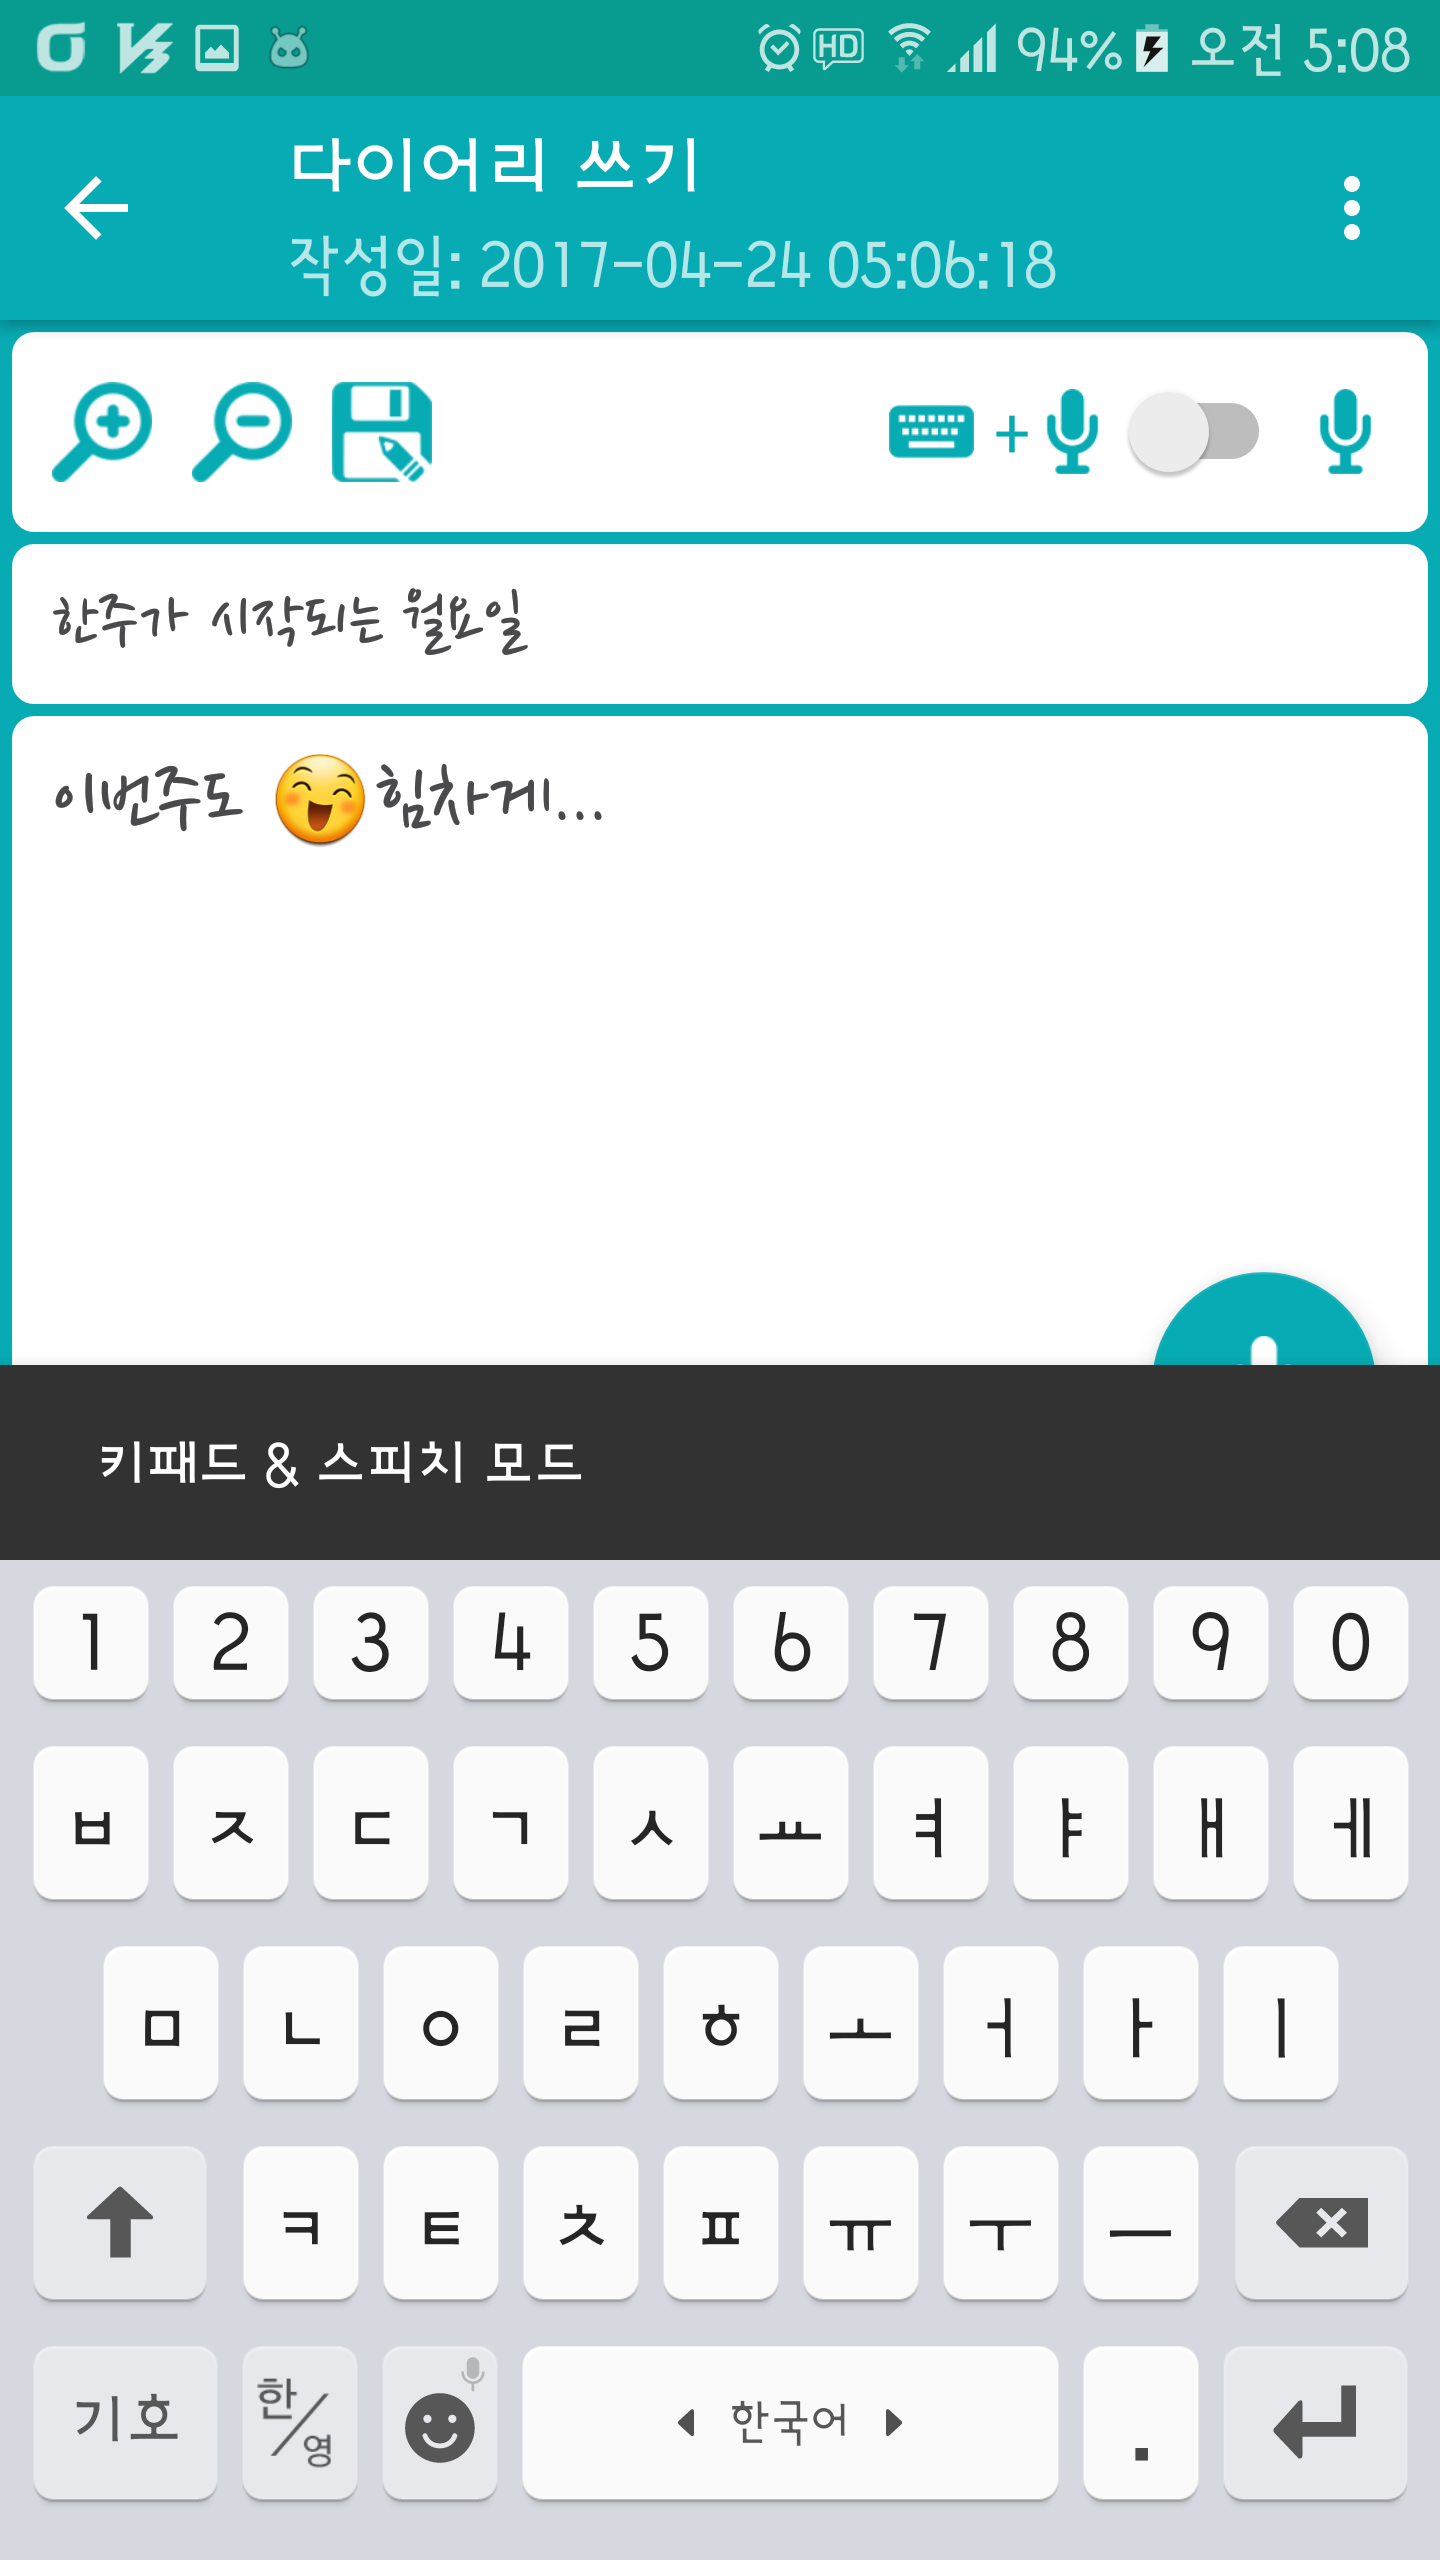 HD 94% 오전 5:08
다이어리 쓰기
작성일: 2017-04-24 05:06:18
+
한주가 시작되는 월요일
이번주도 😄힘차게...
키패드 & 스피치 모드
1 2 3 4 5 6 7 8 9 0
ㅂ ㅈ ㄷ ㄱ ㅅ ㅛ ㅕ ㅑ ㅐ ㅔ
ㅁ ㄴ ㅇ ㄹ ㅎ ㅗ ㅓ ㅏ ㅣ
ㅋ ㅌ ㅊ ㅍ ㅠ ㅜ ㅡ
기호 한/영 한국어 .